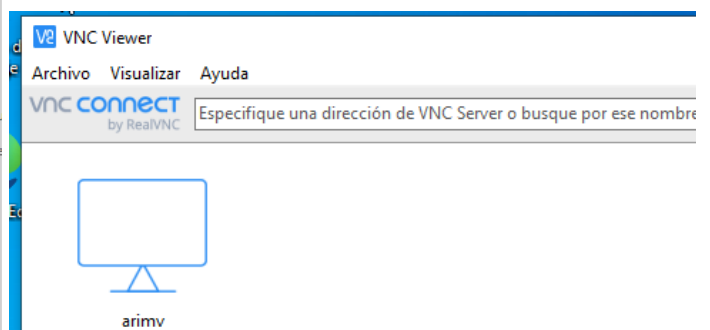 VNC Viewer
Archivo Visualizar Ayuda
vnc connect
by RealVNC
Especifique una dirección de VNC Server o busque por ese nombre
arimv